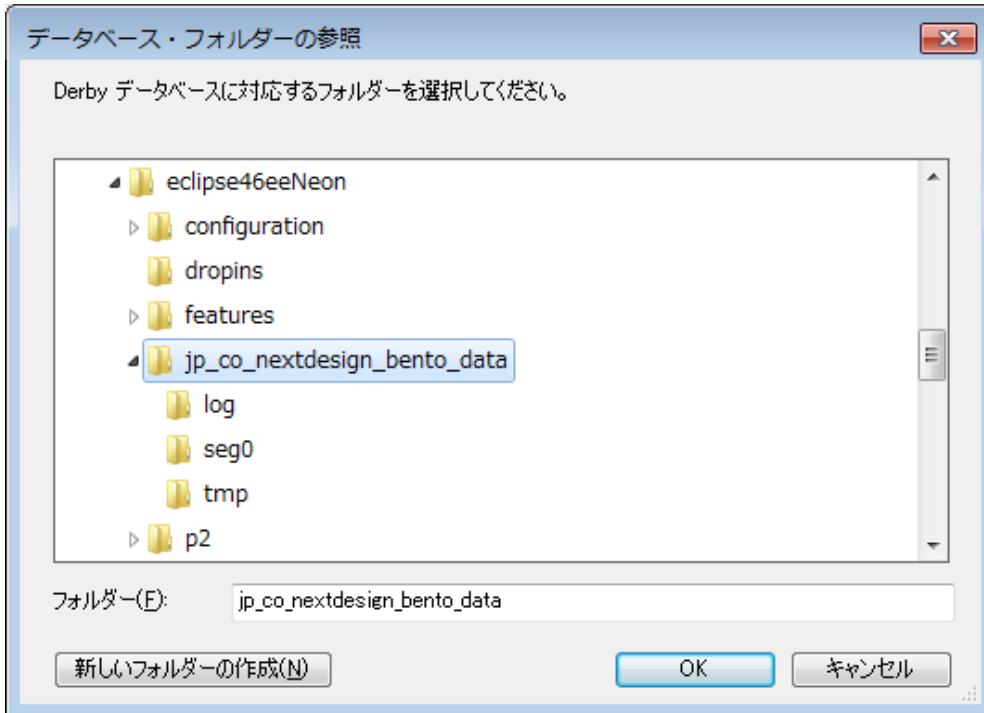 データベース・フォルダーの参照
Derby データベースに対応するフォルダーを選択してください。
eclipse46eeNeon
configuration
dropins
features
jp_co_nextdesign_bento_data
log
seg0
tmp
p2
フォルダー(F): jp_co_nextdesign_bento_data
新しいフォルダーの作成(N) OK キャンセル